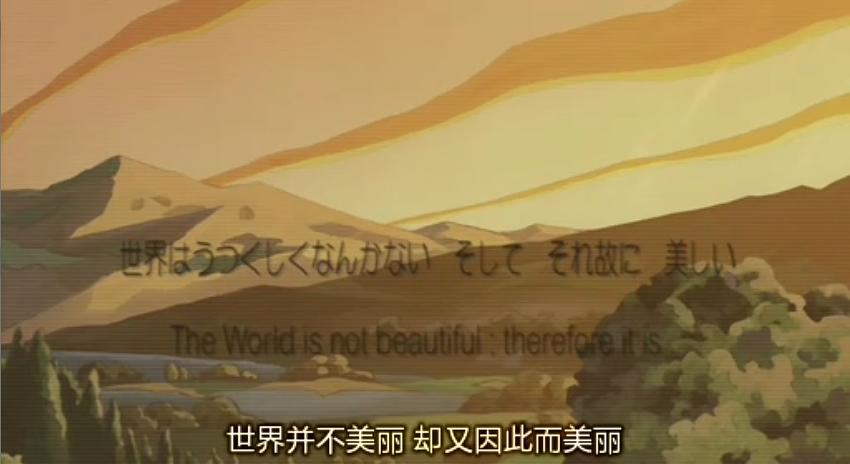 世界はうつくしくなんかない　そして　それ故に　美しい
The World is not beautiful : therefore it is.
世界并不美丽 却又因此而美丽